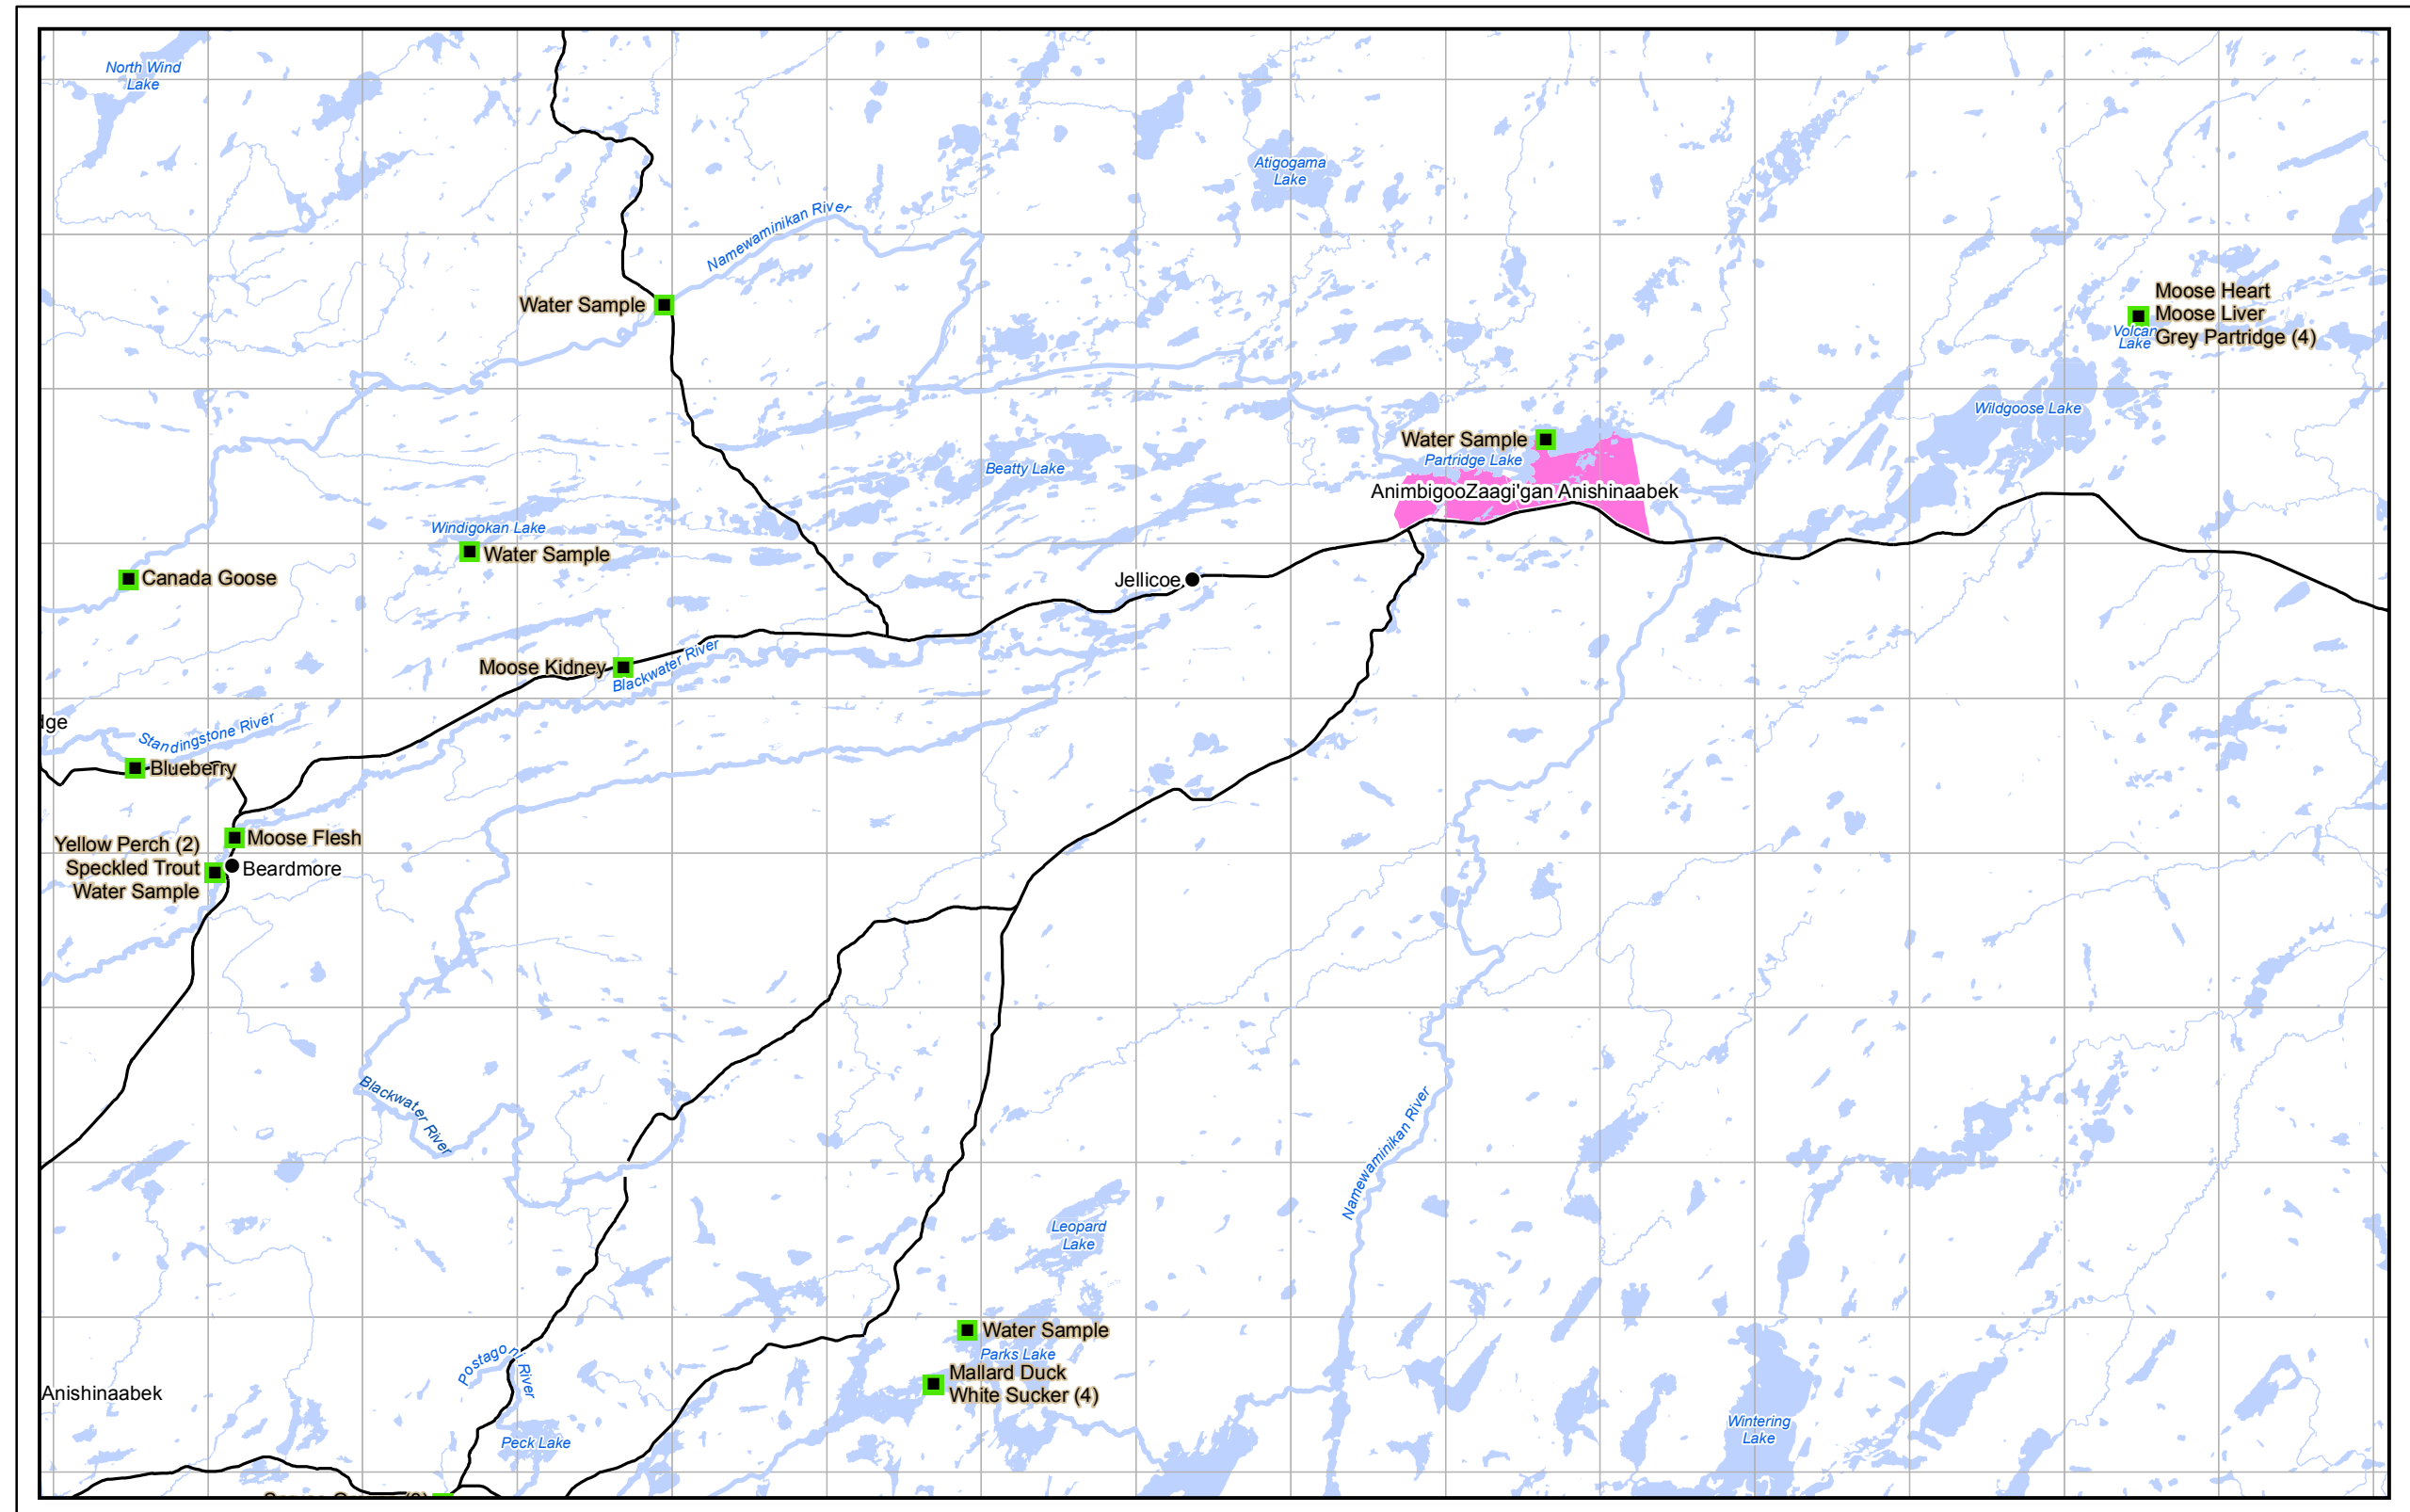 North Wind
Lake
Atigogama
Lake
Namewaminikan River
Water Sample
Moose Heart
Moose Liver
Grey Partridge (4)
Volcan
Lake
Wildgoose Lake
Water Sample
Partridge Lake
Beatty Lake
AnimbigooZaagi'gan Anishinaabek
Windigokan Lake
Water Sample
Canada Goose
Jellicoe
Moose Kidney
Blackwater River
Standingstone River
Blueberry
Moose Flesh
Yellow Perch (2)
Speckled Trout
Water Sample
Beardmore
Blackwater River
Namewaminikan River
Leopard
Lake
Water Sample
Parks Lake
Mallard Duck
White Sucker (4)
Postagoni River
Anishinaabek
Peck Lake
Wintering
Lake